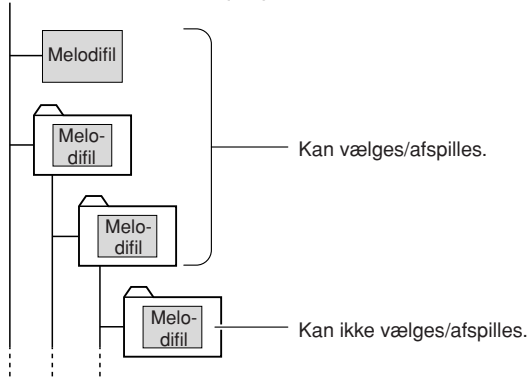 Melodifil
Melo-
difil
Kan vælges/afspilles.
Melo-
difil
Melo-
difil
Kan ikke vælges/afspilles.